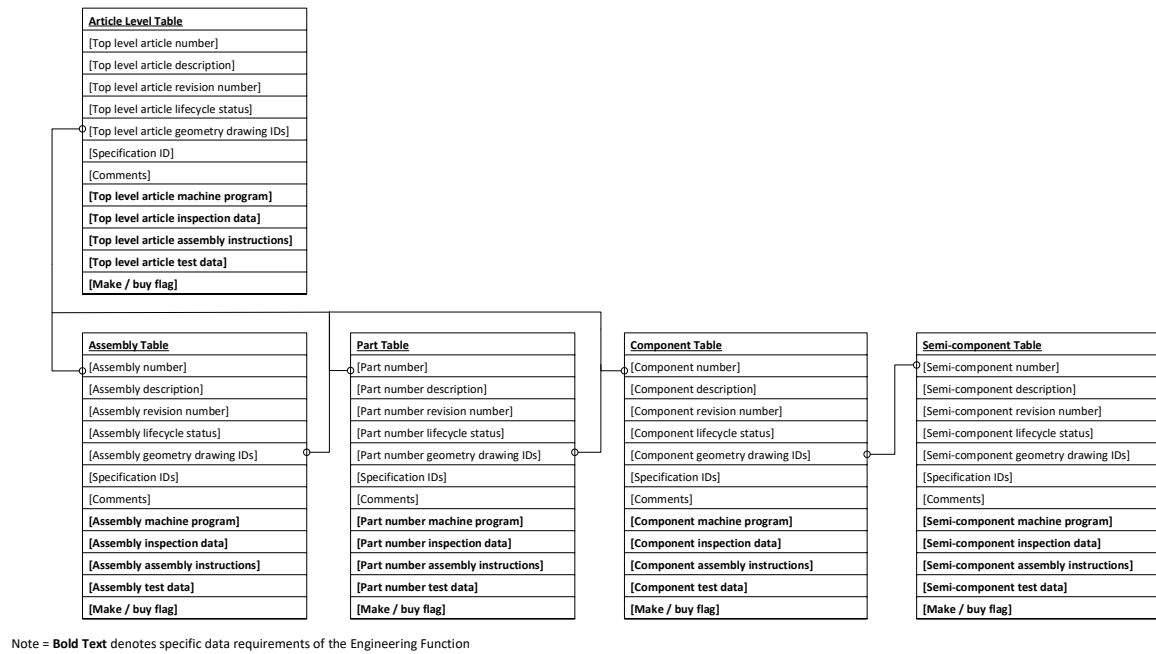 Article Level Table
[Top level article number]
[Top level article description]
[Top level article revision number]
[Top level article lifecycle status]
[Top level article geometry drawing IDs]
[Specification ID]
[Comments]
[Top level article machine program]
[Top level article inspection data]
[Top level article assembly instructions]
[Top level article test data]
[Make / buy flag]
Assembly Table
[Assembly number]
[Assembly description]
[Assembly revision number]
[Assembly lifecycle status]
[Assembly geometry drawing IDs]
[Specification IDs]
[Comments]
[Assembly machine program]
[Assembly inspection data]
[Assembly assembly instructions]
[Assembly test data]
[Make / buy flag]
Part Table
[Part number]
[Part number description]
[Part number revision number]
[Part number lifecycle status]
[Part number geometry drawing IDs]
[Specification IDs]
[Comments]
[Part number machine program]
[Part number inspection data]
[Part number assembly instructions]
[Part number test data]
[Make / buy flag]
Component Table
[Component number]
[Component description]
[Component revision number]
[Component lifecycle status]
[Component geometry drawing IDs]
[Specification IDs]
[Comments]
[Component machine program]
[Component inspection data]
[Component assembly instructions]
[Component test data]
[Make / buy flag]
Semi-component Table
[Semi-component number]
[Semi-component description]
[Semi-component revision number]
[Semi-component lifecycle status]
[Semi-component geometry drawing IDs]
[Specification IDs]
[Comments]
[Semi-component machine program]
[Semi-component inspection data]
[Semi-component assembly instructions]
[Semi-component test data]
[Make / buy flag]
Note = Bold Text denotes specific data requirements of the Engineering Function